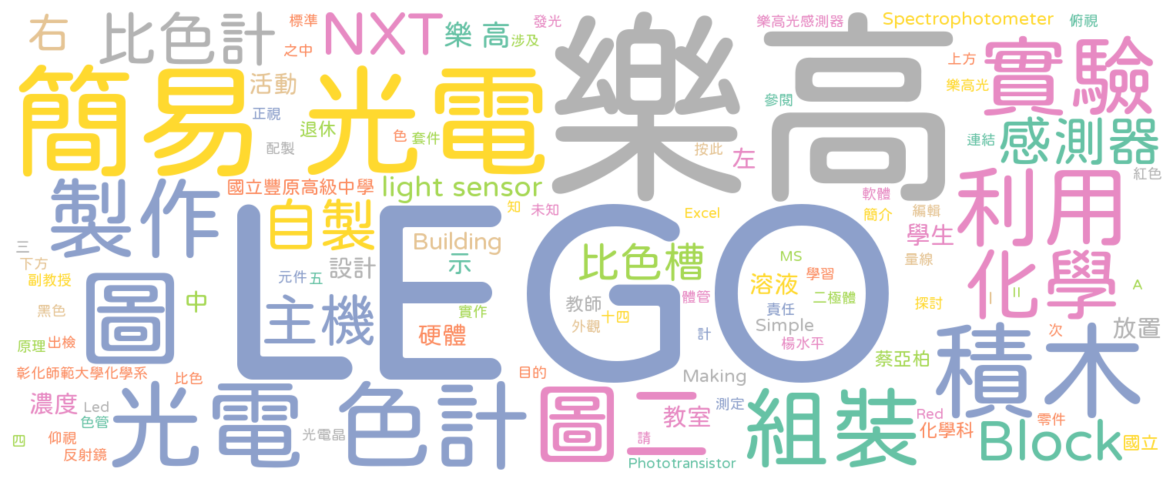 右
比色計
標準
之中
NXT
樂 高
涉及
發光
樂高
樂高光感測器
Spectrophotometer
俯視
簡易
活動
正視
配製
光電
退休
色
套件
參閱
上方
樂高光
實驗
連結
感測器
紅色
製作
國立豐原高級中學
light sensor
知
未知
按此
左
軟體
簡介
編輯
學生
量線
利用
自製
LEGO
Building
示
Excel
三
下方
副教授
圖
中
設計
元件
五
主機
比色槽
MS
溶液
學習
二極體
責任
探討
化學
I
II
A
黑色
實作
硬體
教師
體管
十四
外觀
計
Simple
楊水平
積木
次
放置
原理
出檢
彰化師範大學化學系
比色
目的
Making
蔡亞柏
濃度
Led
色管
光電
色計
圖二
教室
測定
組裝
Red
化學科
零件
Block
國立
四
仰視
反射鏡
光電晶
請
Phototransistor